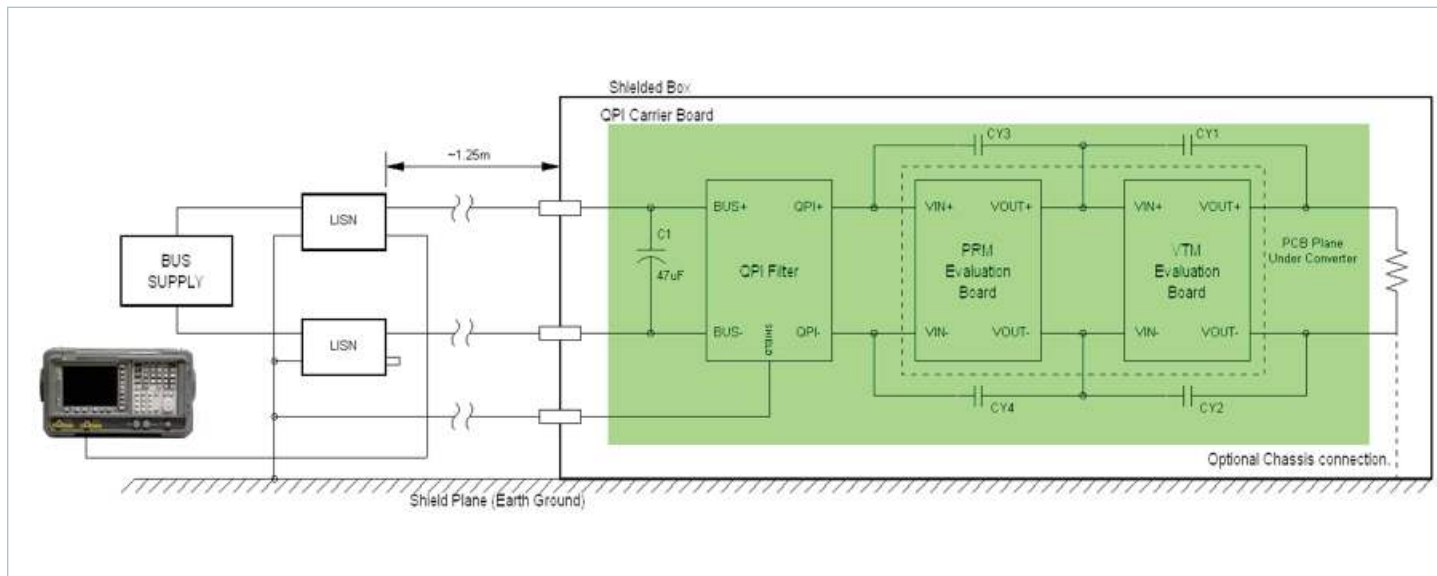 Shielded Box
QPI Carrier Board
CY3
CY1
~1.25m
LISN
BUS+
QPI+
VIN+
VOUT+
VIN+
VOUT+
C1
47uF
BUS
SUPPLY
QPI Filter
PRM
Evaluation
Board
VTM
Evaluation
Board
PCB Plane
Under Converter
LISN
BUS-
SHIELD
QPI-
VIN-
VOUT-
VIN-
VOUT-
CY4
CY2
Optional Chassis connection.
Shield Plane (Earth Ground)